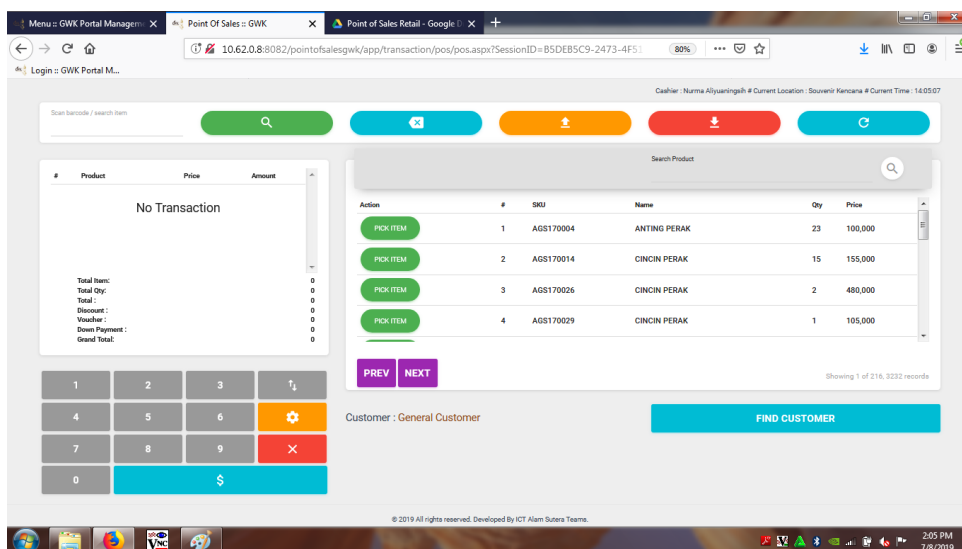 Menu :: GWK Portal Managem
Point Of Sales :: GWK
Point of Sales Retail - Google D
10.62.0.8:8082/pointofsalesgwk/app/transaction/pos/pos.aspx?SessionID=B5DEB5C9-2473-4F51
80%
Login :: GWK Portal M...
Cashier : Nurma Aliyuaningsih # Current Location : Souvenir Kencana # Current Time : 14:05:07
Scan barcode / search item
Search Product
# Product Price Amount
No Transaction
Total Item: 0
Total Qty: 0
Total : 0
Discount : 0
Voucher : 0
Down Payment : 0
Grand Total: 0
Action # SKU Name Qty Price
PICK ITEM 1 AGS170004 ANTING PERAK 23 100,000
PICK ITEM 2 AGS170014 CINCIN PERAK 15 155,000
PICK ITEM 3 AGS170026 CINCIN PERAK 2 480,000
PICK ITEM 4 AGS170029 CINCIN PERAK 1 105,000
PREV NEXT
Showing 1 of 216, 3232 records
1 2 3
4 5 6
7 8 9
0 $
Customer : General Customer
FIND CUSTOMER
© 2019 All rights reserved. Developed By ICT Alam Sutera Teams.
VNC
2:05 PM
7/8/2019